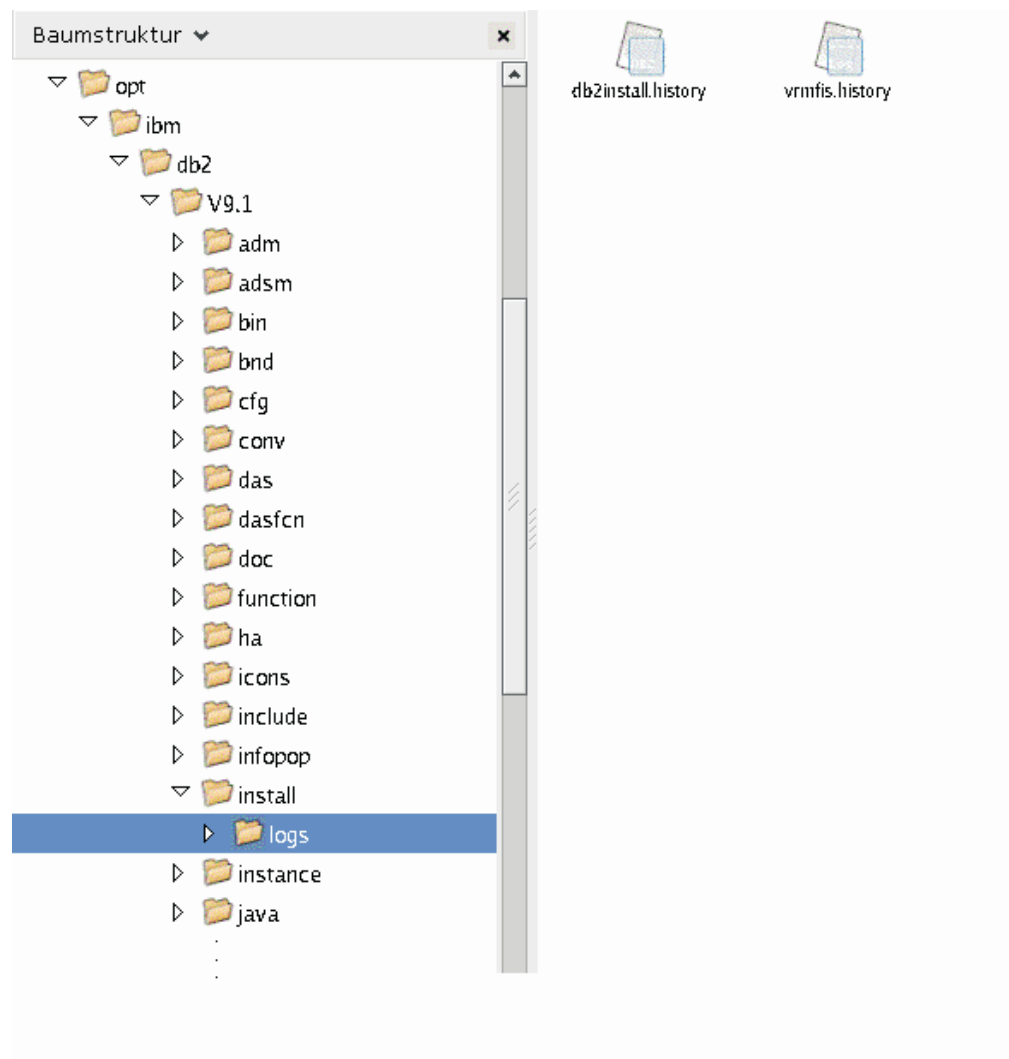 Baumstruktur
opt
ibm
db2
V9.1
adm
adsm
bin
bnd
cfg
conv
das
dasfcn
doc
function
ha
icons
include
infopop
install
logs
instance
java
db2install.history
vrmfis.history